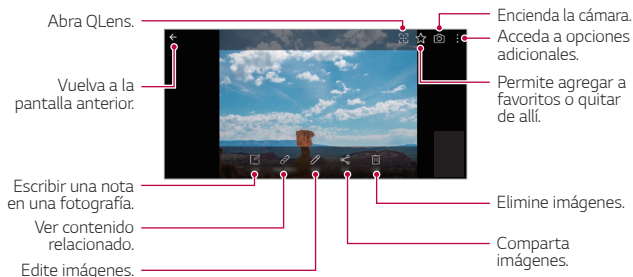 Abra QLens.
Vuelva a la
pantalla anterior.
Escribir una nota
en una fotografía.
Ver contenido
relacionado.
Edite imágenes.
Encienda la cámara.
Acceda a opciones
adicionales.
Permite agregar a
favoritos o quitar
de allí.
Elimine imágenes.
Comparta
imágenes.